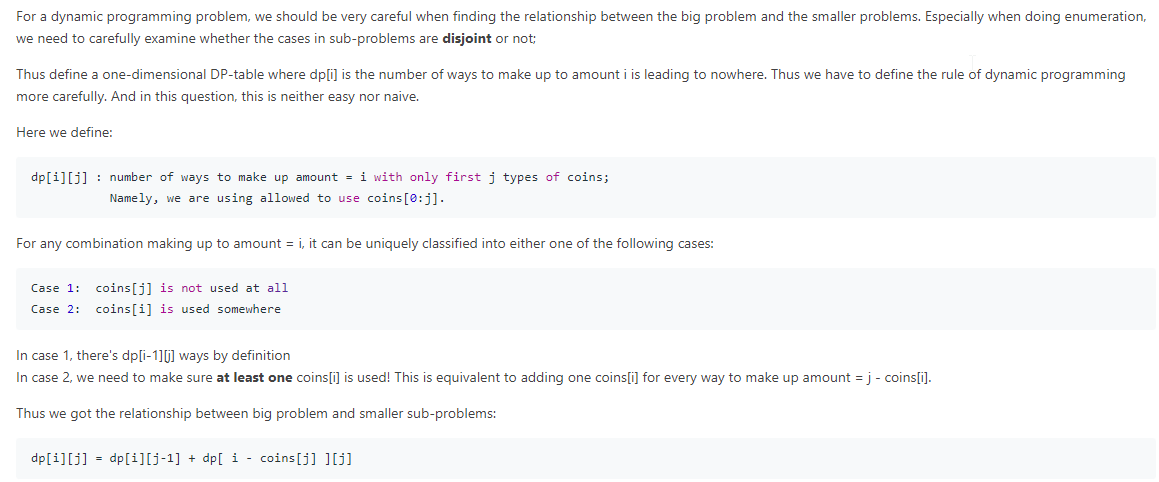 For a dynamic programming problem, we should be very careful when finding the relationship between the big problem and the smaller problems. Especially when doing enumeration,
we need to carefully examine whether the cases in sub-problems are disjoint or not;
Thus define a one-dimensional DP-table where dp[i] is the number of ways to make up to amount i is leading to nowhere. Thus we have to define the rule of dynamic programming
more carefully. And in this question, this is neither easy nor naive.
Here we define:
dp[i][j] : number of ways to make up amount = i with only first j types of coins;
Namely, we are using allowed to use coins[0:j].
For any combination making up to amount = i, it can be uniquely classified into either one of the following cases:
Case 1:  coins[j] is not used at all
Case 2:  coins[i] is used somewhere
In case 1, there's dp[i-1][j] ways by definition
In case 2, we need to make sure at least one coins[i] is used! This is equivalent to adding one coins[i] for every way to make up amount = j - coins[i].
Thus we got the relationship between big problem and smaller sub-problems:
dp[i][j] = dp[i][j-1] + dp[ i - coins[j] ][j]